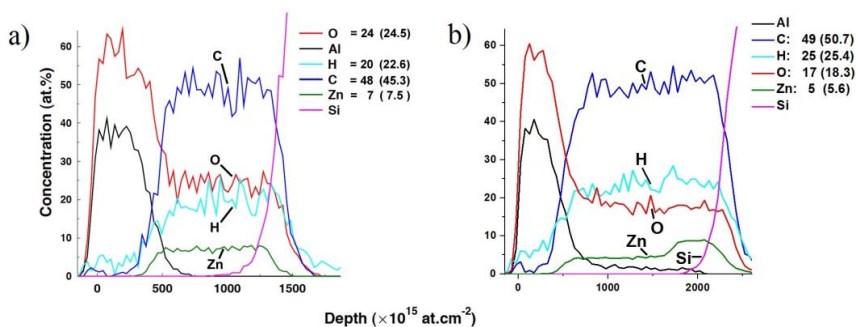 a)
Concentration (at.%)
60
50
40
30
20
10
0
0
500
1000
1500
C
O
H
Zn
O = 24 (24.5)
Al
H = 20 (22.6)
C = 48 (45.3)
Zn = 7 ( 7.5)
Si
b)
60
50
40
30
20
10
0
0
1000
2000
C
H
O
Zn
Si
Al
C: 49 (50.7)
H: 25 (25.4)
O: 17 (18.3)
Zn: 5 (5.6)
Si
Depth (×10¹⁵ at.cm⁻²)